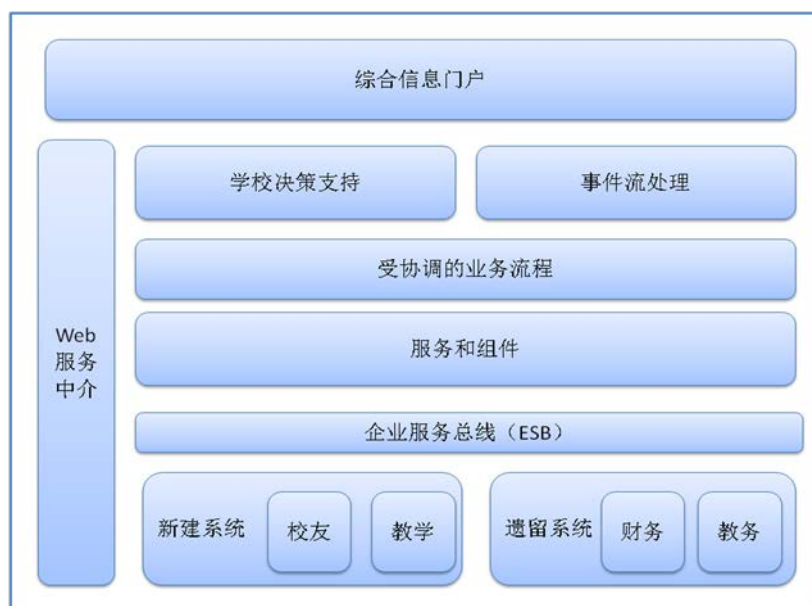 综合信息门户
学校决策支持
事件流处理
受协调的业务流程
Web
服务
中介
服务和组件
企业服务总线（ESB）
新建系统
校友
教学
遗留系统
财务
教务